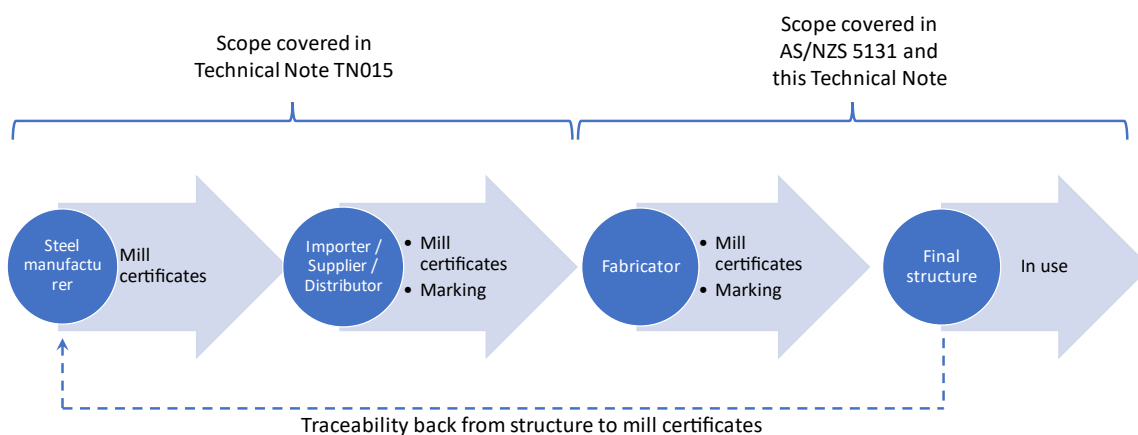 Scope covered in
Technical Note TN015
Scope covered in
AS/NZS 5131 and
this Technical Note
Steel
manufactu
rer
Mill
certificates
Importer /
Supplier /
Distributor
• Mill
certificates
• Marking
Fabricator
• Mill
certificates
• Marking
Final
structure
In use
Traceability back from structure to mill certificates